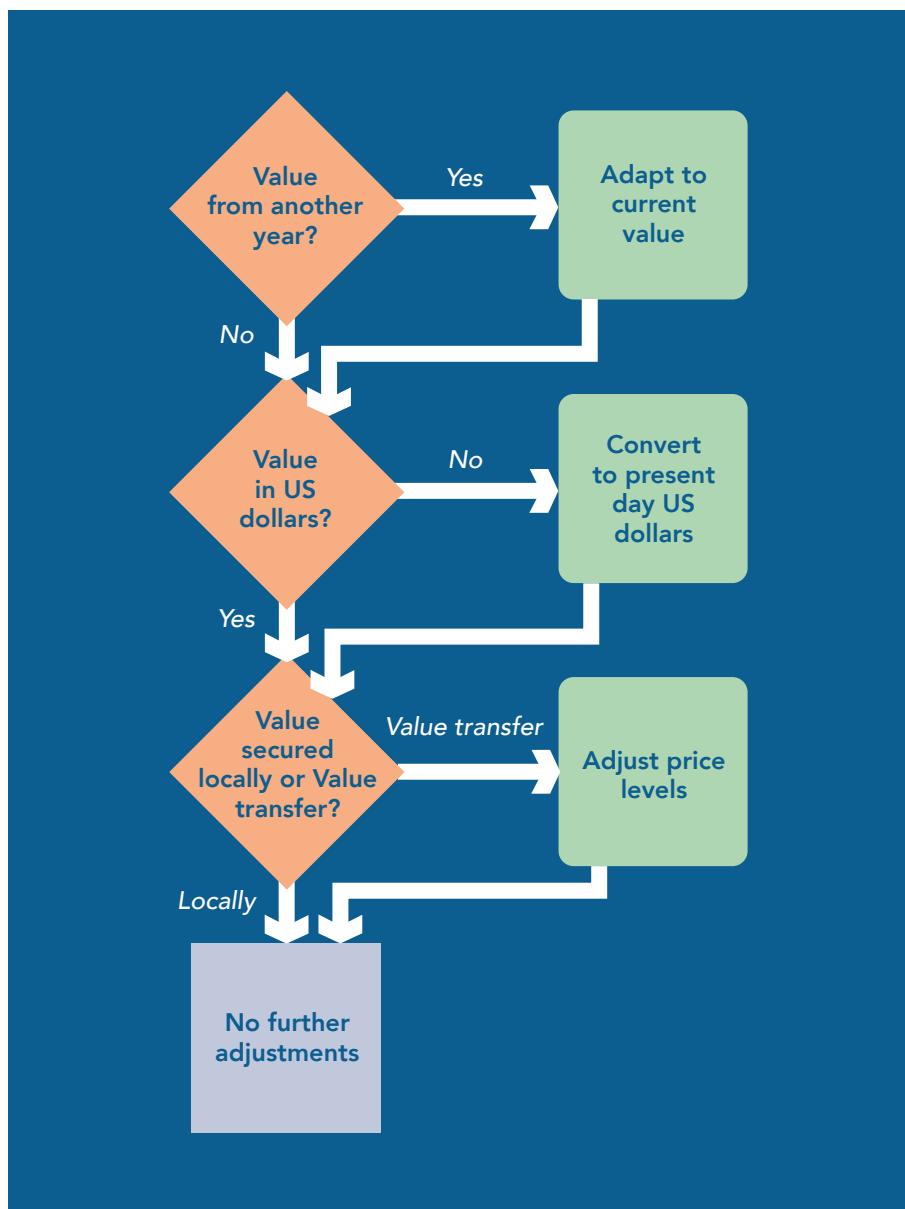 Value
from another
year?
Yes
Adapt to
current
value
No
Value
in US
dollars?
No
Convert
to present
day US
dollars
Yes
Value
secured
locally or Value
transfer?
Value transfer
Adjust price
levels
Locally
No further
adjustments